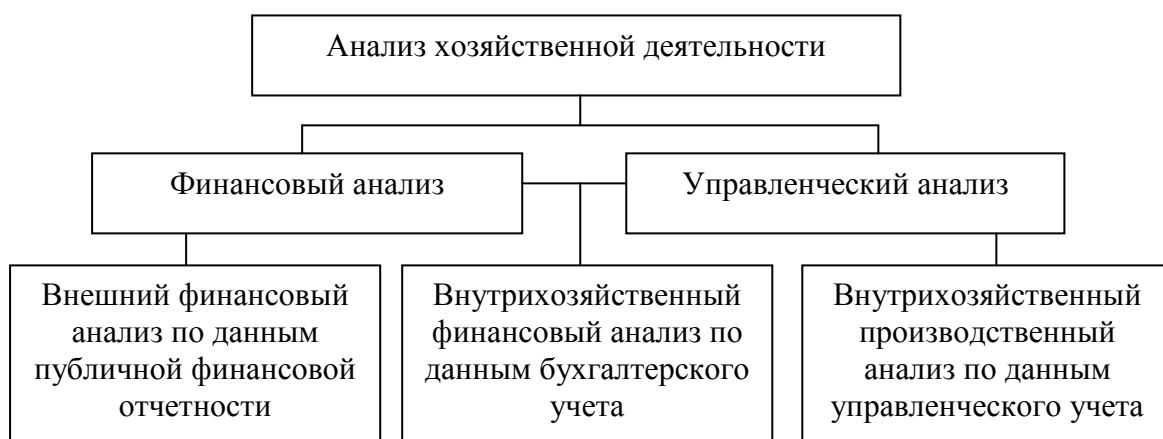 Анализ хозяйственной деятельности
Финансовый анализ
Управленческий анализ
Внешний финансовый
анализ по данным
публичной финансовой
отчетности
Внутрихозяйственный
финансовый анализ по
данным бухгалтерского
учета
Внутрихозяйственный
производственный
анализ по данным
управленческого учета